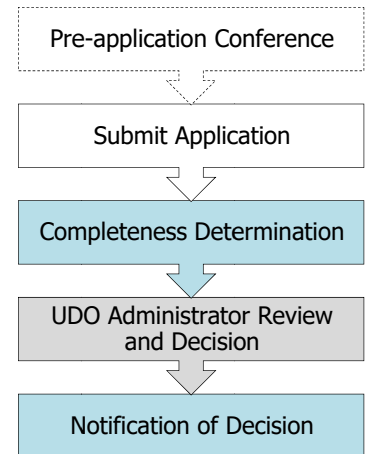 Pre-application Conference
Submit Application
Completeness Determination
UDO Administrator Review
and Decision
Notification of Decision